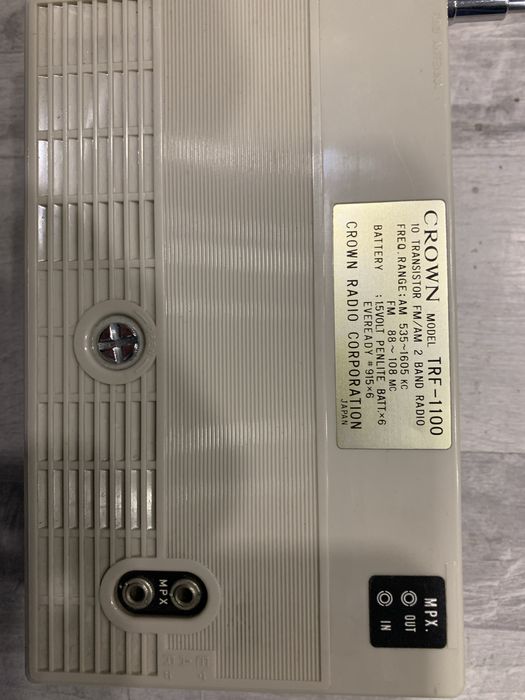 CROWN MODEL TRF-1100
10 TRANSISTOR FM/AM 2 BAND RADIO
FREQ. RANGE: AM 535~1605 KC
FM 88~108 MC
BATTERY : 1.5VOLT PENLITE BATT.×6
EVEREADY #915×6
CROWN RADIO CORPORATION
JAPAN
MPX.
OUT
IN
MPX